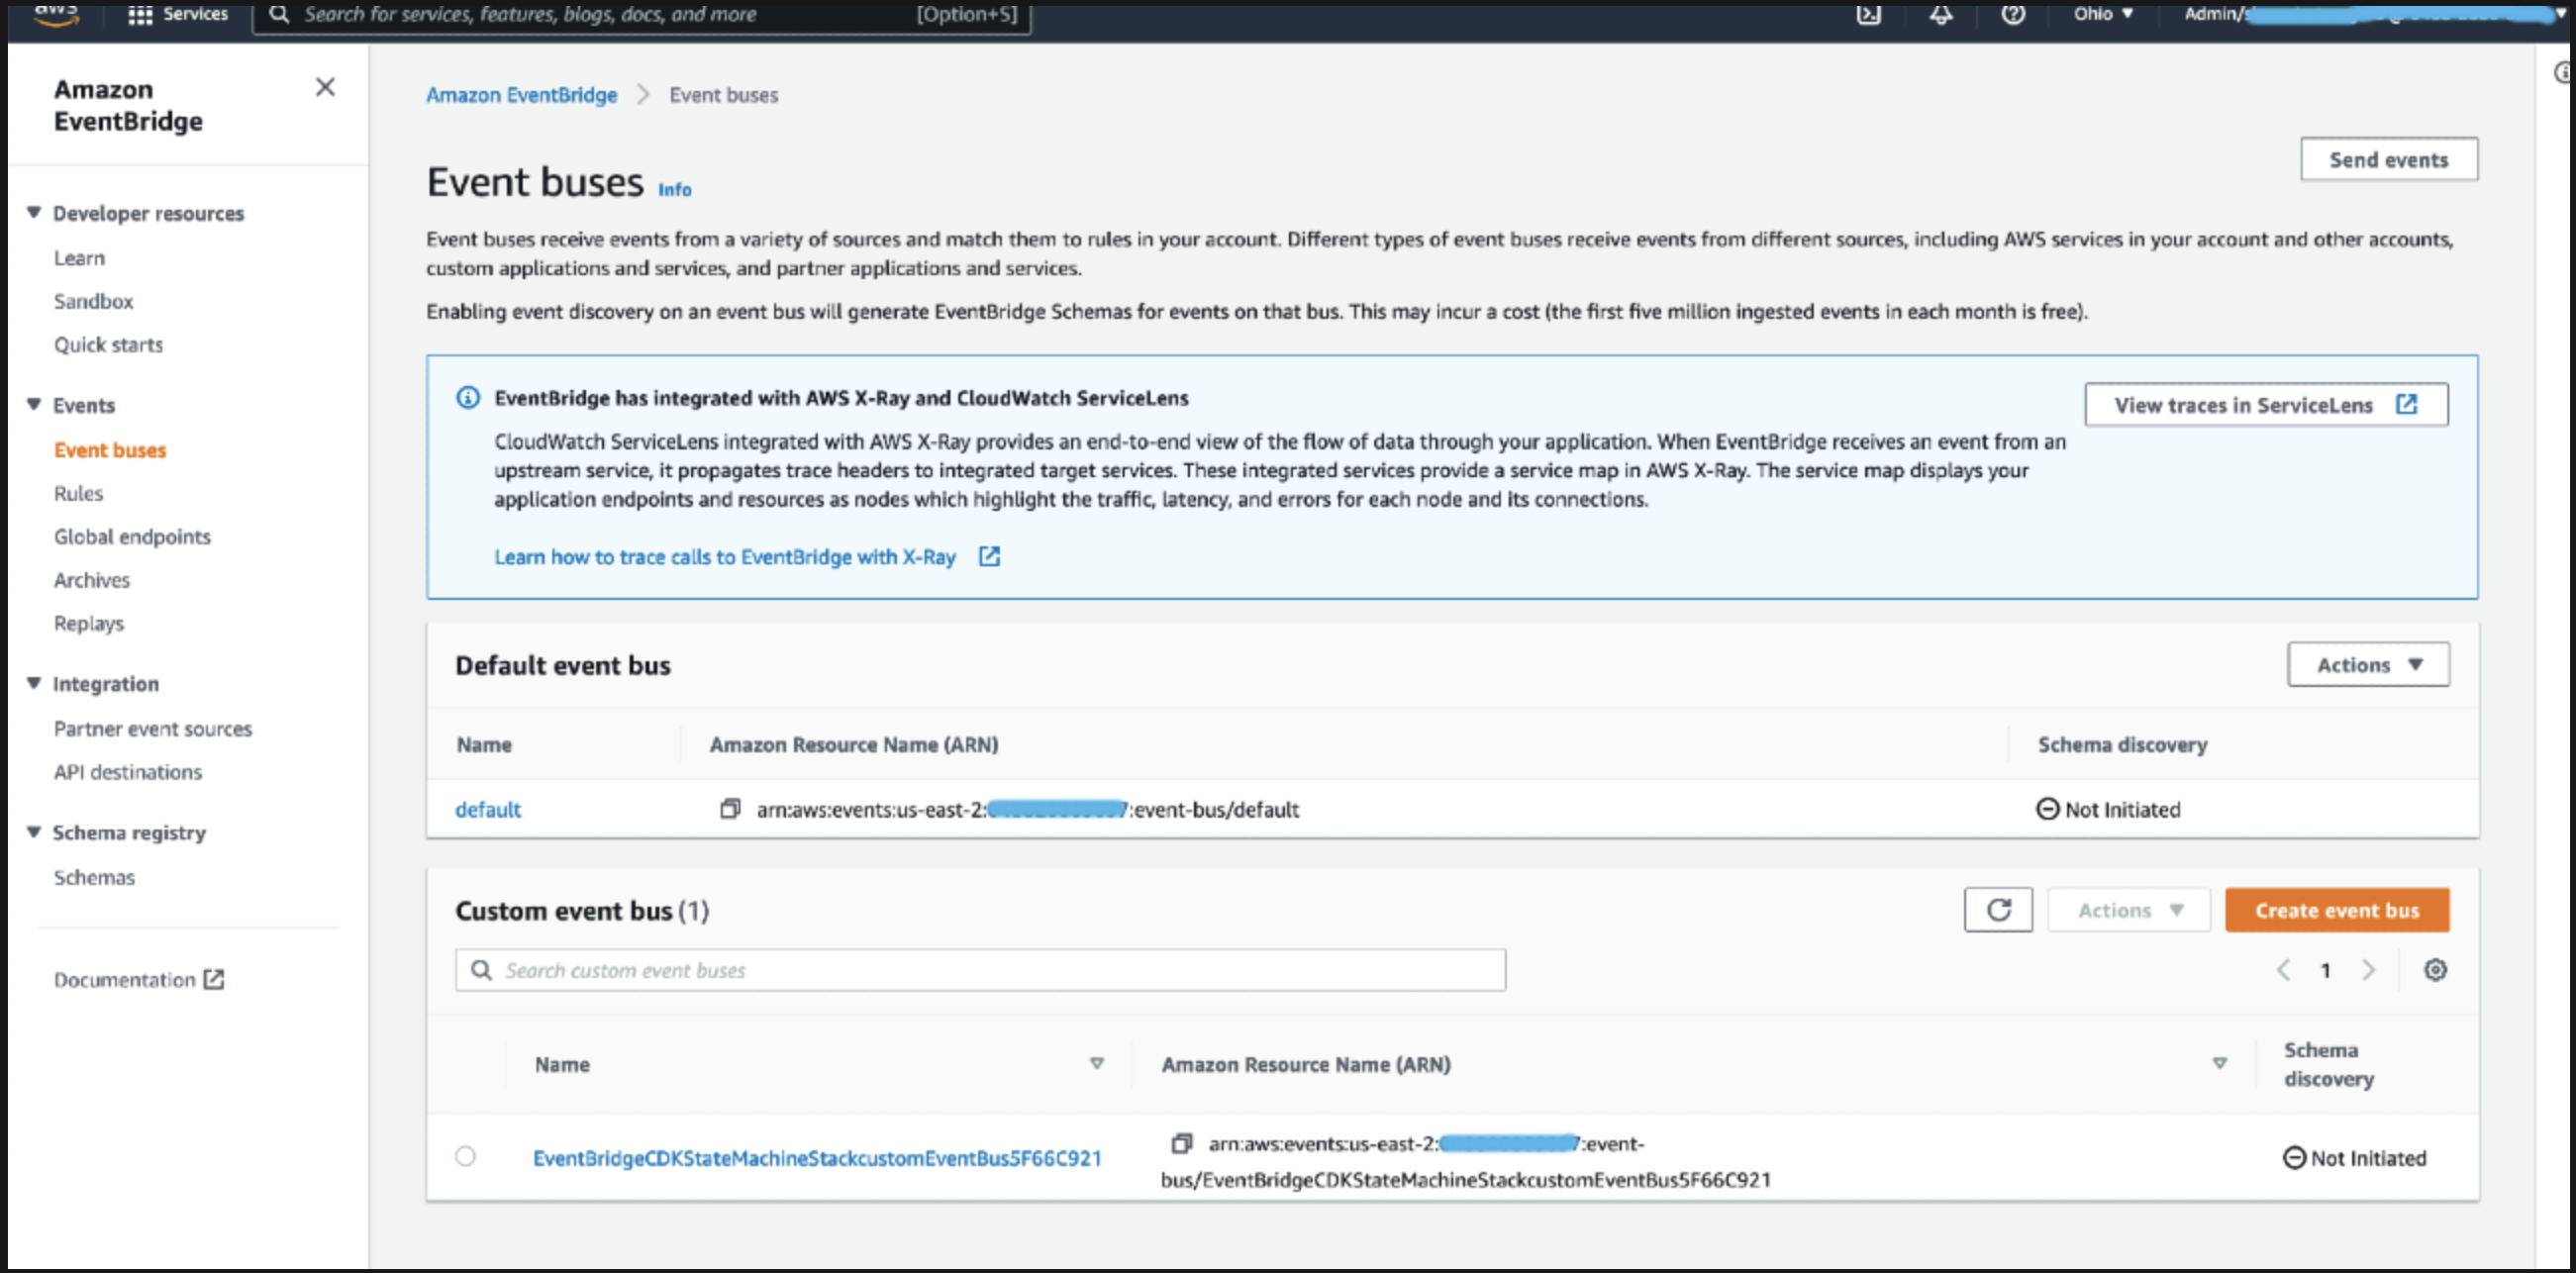 aws
Services
Search for services, features, blogs, docs, and more
[Option+S]
Ohio
Admin/
Amazon
EventBridge
Developer resources
Learn
Sandbox
Quick starts
Events
Event buses
Rules
Global endpoints
Archives
Replays
Integration
Partner event sources
API destinations
Schema registry
Schemas
Documentation
Amazon EventBridge > Event buses
Event buses Info
Send events
Event buses receive events from a variety of sources and match them to rules in your account. Different types of event buses receive events from different sources, including AWS services in your account and other accounts,
custom applications and services, and partner applications and services.
Enabling event discovery on an event bus will generate EventBridge Schemas for events on that bus. This may incur a cost (the first five million ingested events in each month is free).
EventBridge has integrated with AWS X-Ray and CloudWatch ServiceLens
View traces in ServiceLens
CloudWatch ServiceLens integrated with AWS X-Ray provides an end-to-end view of the flow of data through your application. When EventBridge receives an event from an
upstream service, it propagates trace headers to integrated target services. These integrated services provide a service map in AWS X-Ray. The service map displays your
application endpoints and resources as nodes which highlight the traffic, latency, and errors for each node and its connections.
Learn how to trace calls to EventBridge with X-Ray
Default event bus
Actions
Name
Amazon Resource Name (ARN)
Schema discovery
default
arn:aws:events:us-east-2: 7:event-bus/default
Not Initiated
Custom event bus (1)
Actions
Create event bus
Search custom event buses
1
Name
Amazon Resource Name (ARN)
Schema
discovery
EventBridgeCDKStateMachineStackcustomEventBus5F66C921
arn:aws:events:us-east-2: 7:event-
bus/EventBridgeCDKStateMachineStackcustomEventBus5F66C921
Not Initiated